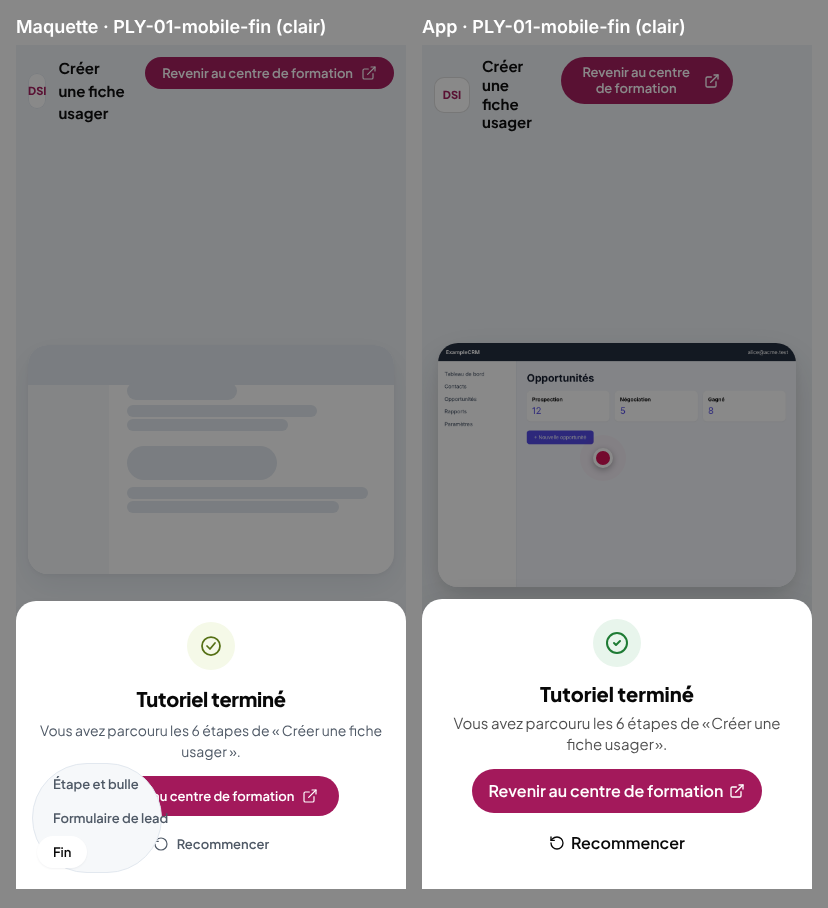 Maquette · PLY-01-mobile-fin (clair)
DSI
Créer
une fiche
usager
Revenir au centre de formation
Tutoriel terminé
Vous avez parcouru les 6 étapes de « Créer une fiche
usager ».
Étape et bulle
au centre de formation
Formulaire de lead
Recommencer
Fin
App · PLY-01-mobile-fin (clair)
DSI
Créer
une
fiche
usager
Revenir au centre
de formation
ExampleCRM
alice@acme.test
Tableau de bord
Contacts
Opportunités
Rapports
Paramètres
Opportunités
Prospection
12
Négociation
5
Gagné
8
+ Nouvelle opportunité
Tutoriel terminé
Vous avez parcouru les 6 étapes de « Créer une
fiche usager ».
Revenir au centre de formation
Recommencer